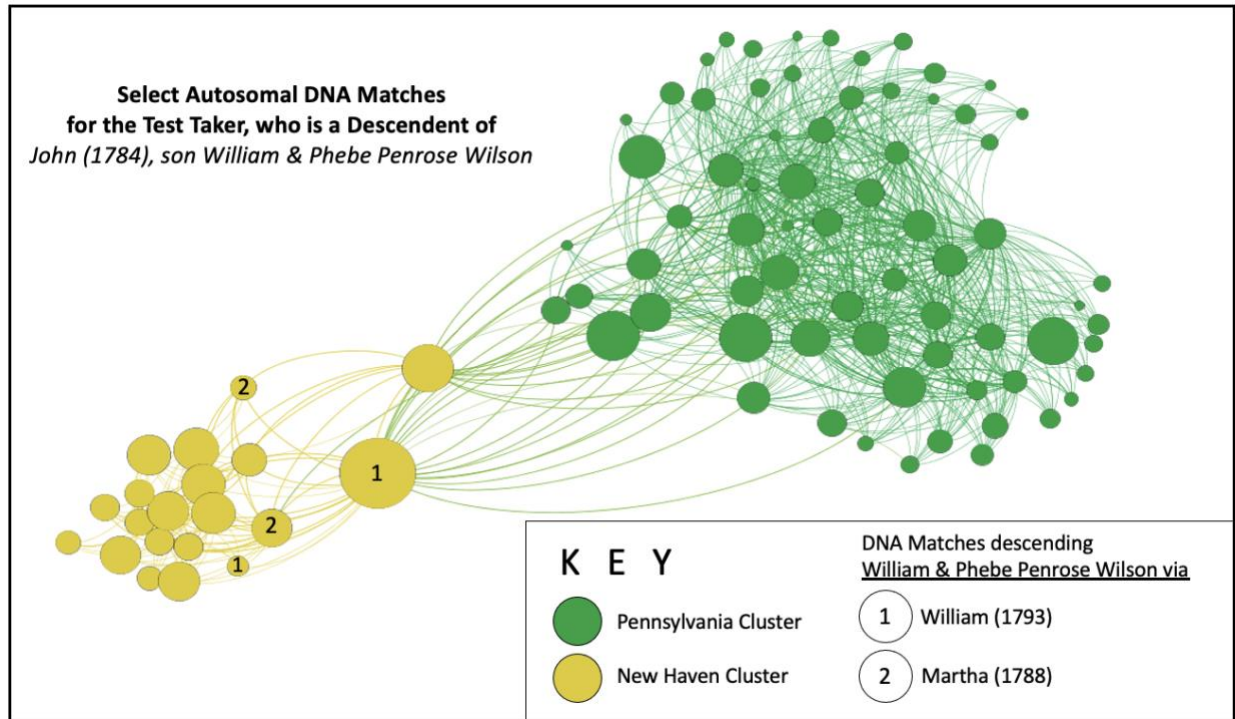 Select Autosomal DNA Matches
for the Test Taker, who is a Descendent of
John (1784), son William & Phebe Penrose Wilson
2
1
2
1
K E Y
Pennsylvania Cluster
New Haven Cluster
DNA Matches descending
William & Phebe Penrose Wilson via
1 William (1793)
2 Martha (1788)